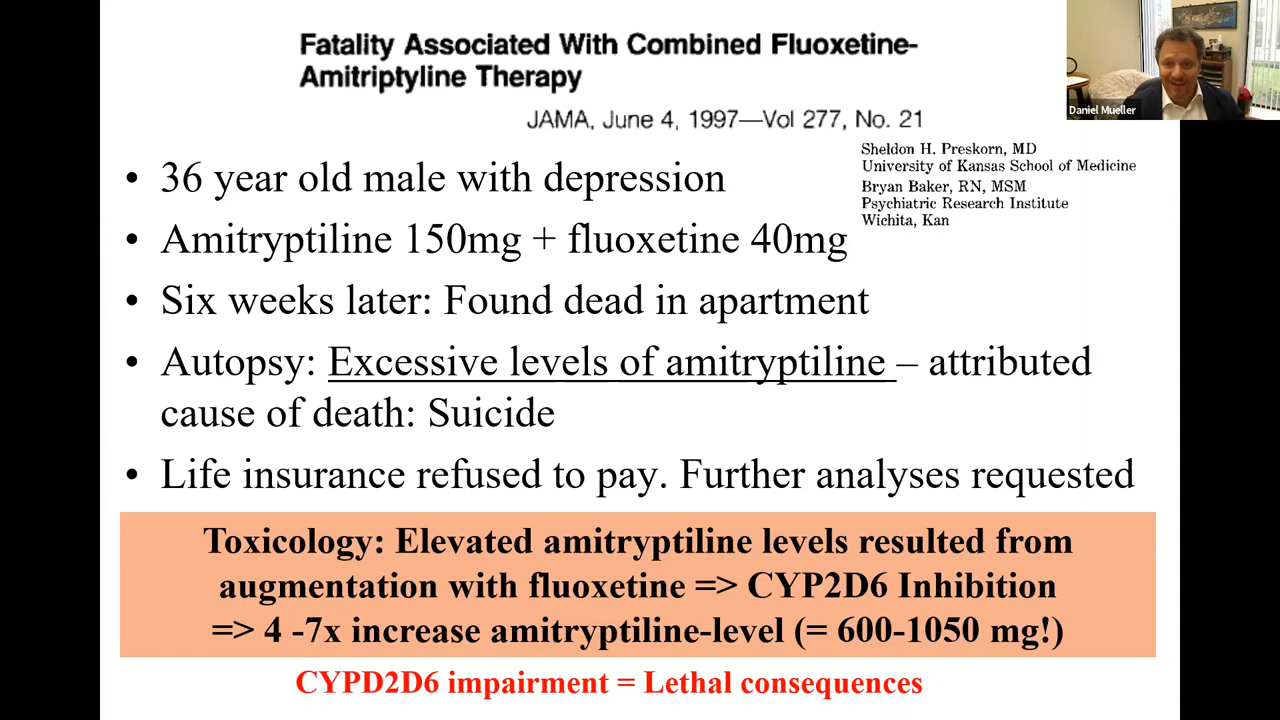 Fatality Associated With Combined Fluoxetine-
Amitriptyline Therapy
JAMA, June 4, 1997—Vol 277, No. 21
Daniel Mueller
Sheldon H. Preskorn, MD
University of Kansas School of Medicine
Bryan Baker, RN, MSM
Psychiatric Research Institute
Wichita, Kan
• 36 year old male with depression
• Amitryptiline 150mg + fluoxetine 40mg
• Six weeks later: Found dead in apartment
• Autopsy: Excessive levels of amitryptiline – attributed
cause of death: Suicide
• Life insurance refused to pay. Further analyses requested
Toxicology: Elevated amitryptiline levels resulted from
augmentation with fluoxetine => CYP2D6 Inhibition
=> 4 -7x increase amitryptiline-level (= 600-1050 mg!)
CYPD2D6 impairment = Lethal consequences